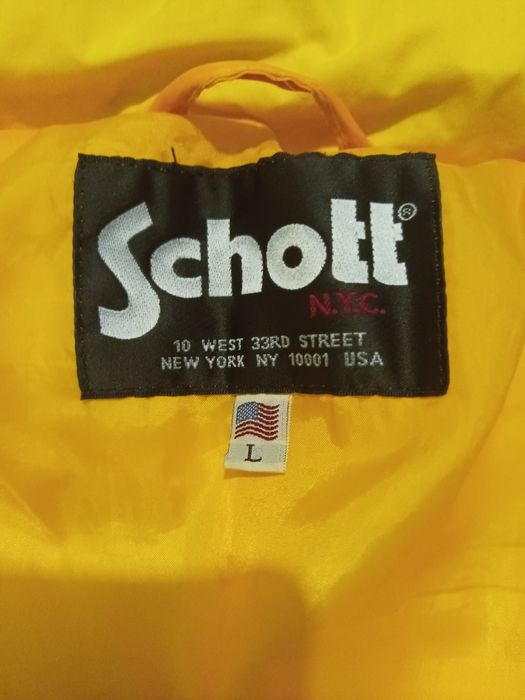 Schott®
N.Y.C.
10 WEST 33RD STREET
NEW YORK NY 10001 USA
L